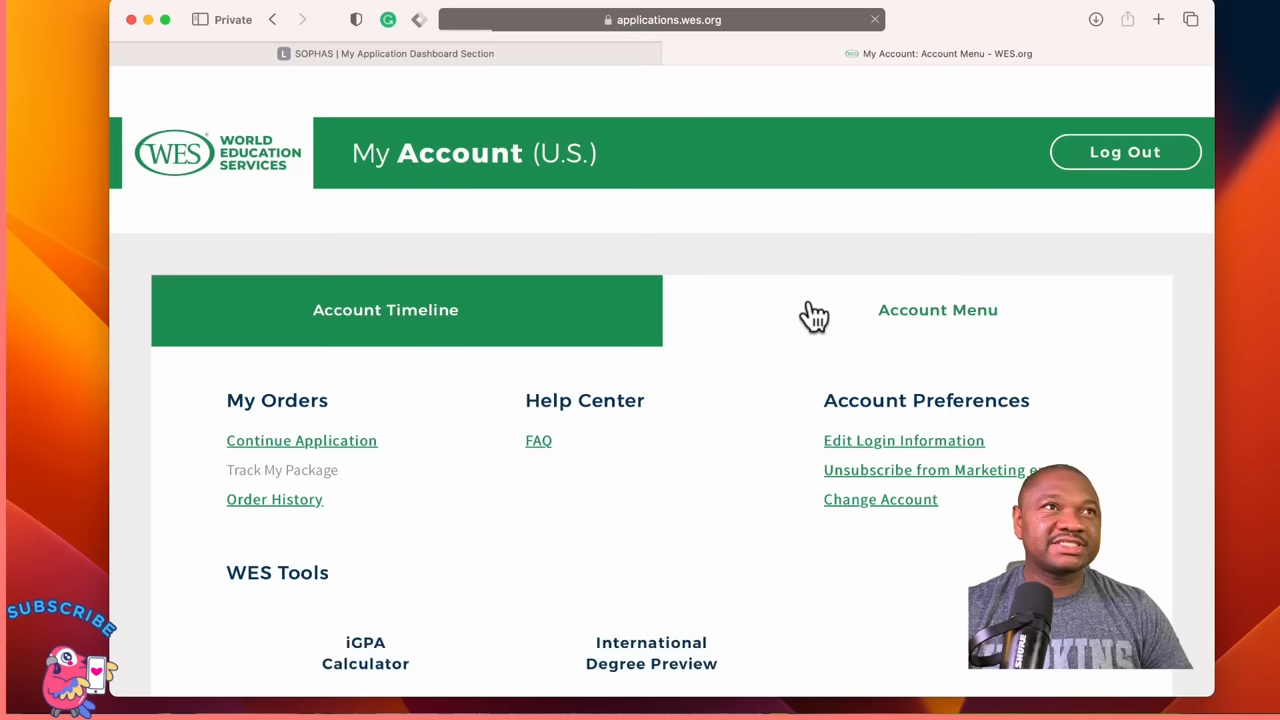 Private
applications.wes.org
SOPHAS | My Application Dashboard Section
My Account: Account Menu – WES.org
WES
WORLD
EDUCATION
SERVICES
My Account (U.S.)
Log Out
Account Timeline
Account Menu
My Orders
Help Center
Account Preferences
Continue Application
FAQ
Edit Login Information
Track My Package
Unsubscribe from Marketing
Order History
Change Account
WES Tools
iGPA
Calculator
International
Degree Preview
SUBSCRIBE
SHURE